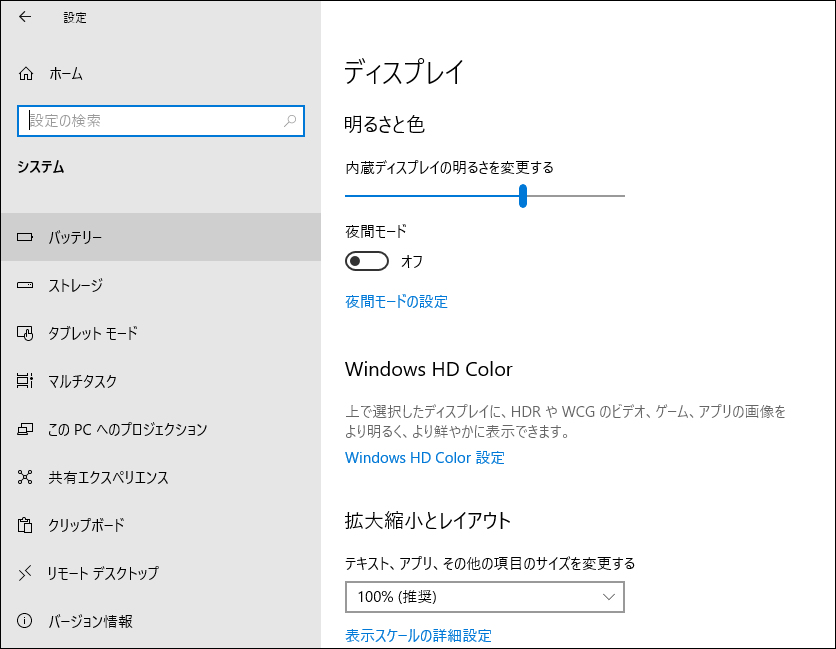 設定
ホーム
設定の検索
システム
バッテリー
ストレージ
タブレット モード
マルチタスク
この PC へのプロジェクション
共有エクスペリエンス
クリップボード
リモート デスクトップ
バージョン情報
ディスプレイ
明るさと色
内蔵ディスプレイの明るさを変更する
夜間モード
オフ
夜間モードの設定
Windows HD Color
上で選択したディスプレイに、HDR や WCG のビデオ、ゲーム、アプリの画像を
より明るく、より鮮やかに表示できます。
Windows HD Color 設定
拡大縮小とレイアウト
テキスト、アプリ、その他の項目のサイズを変更する
100% (推奨)
表示スケールの詳細設定